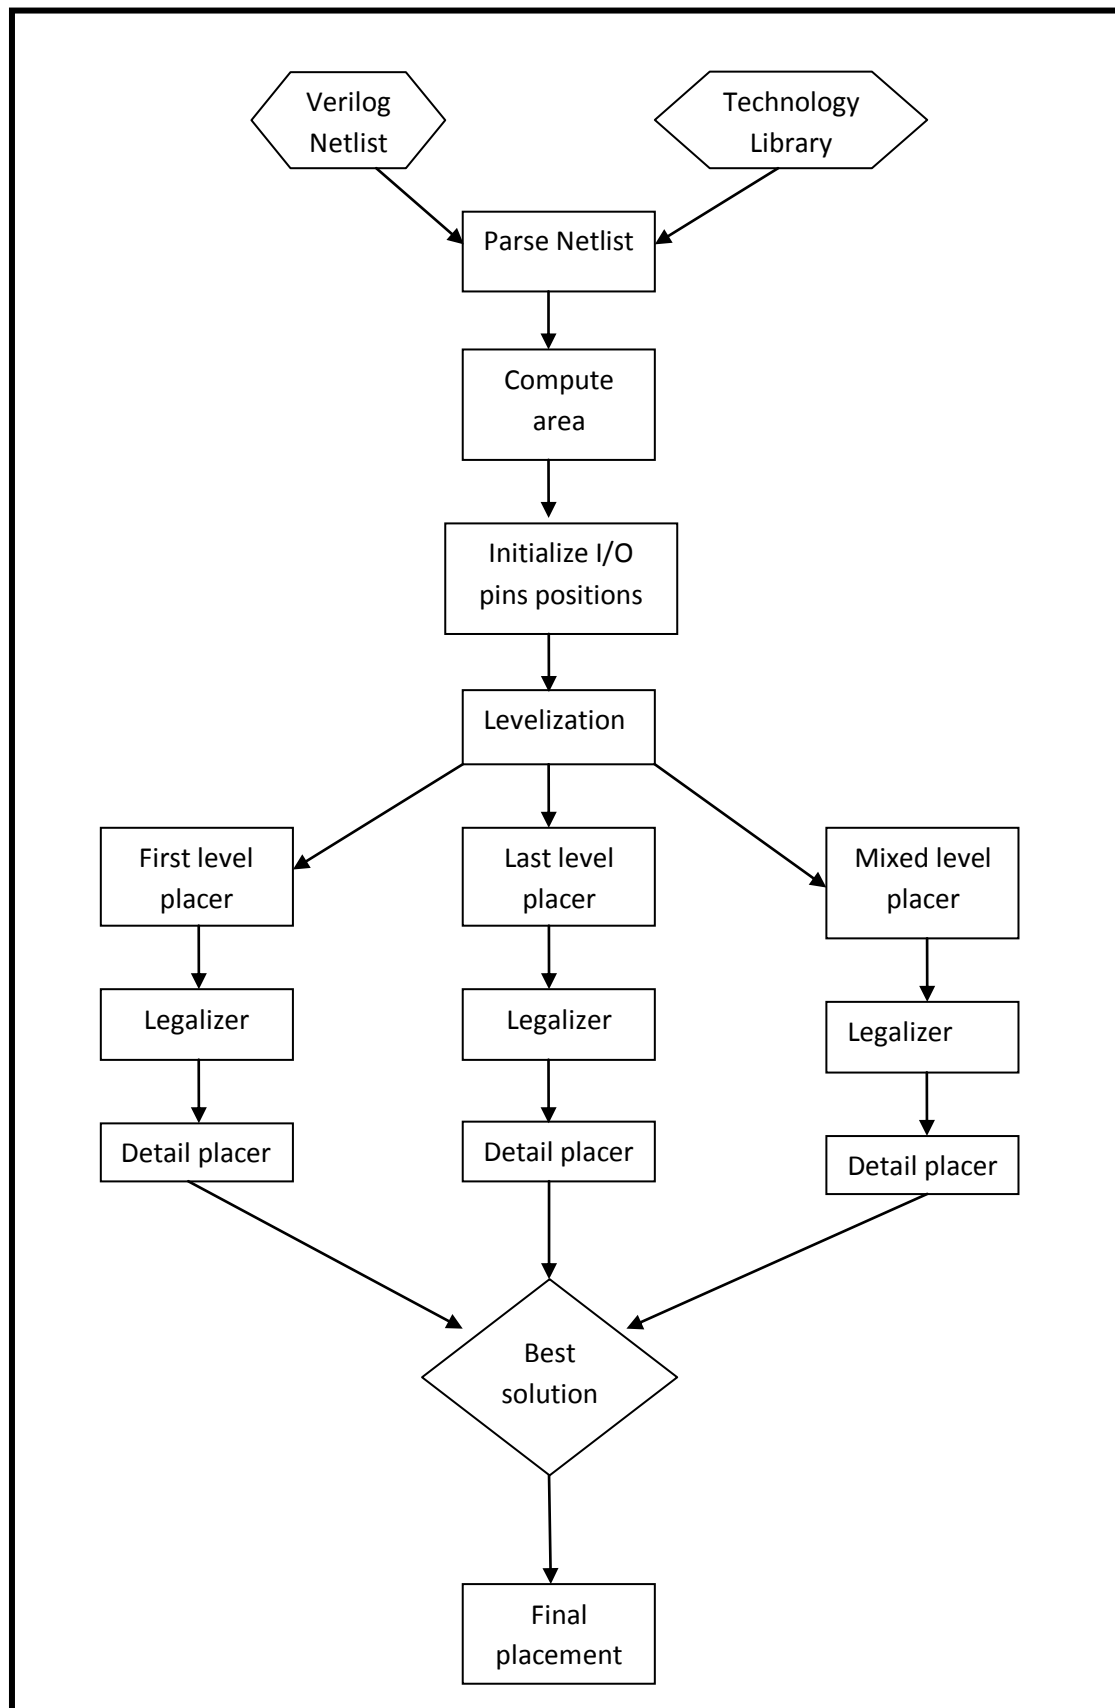 Verilog
Netlist
Technology
Library
Parse Netlist
Compute
area
Initialize I/O
pins positions
Levelization
First level
placer
Last level
placer
Mixed level
placer
Legalizer
Legalizer
Legalizer
Detail placer
Detail placer
Detail placer
Best
solution
Final
placement